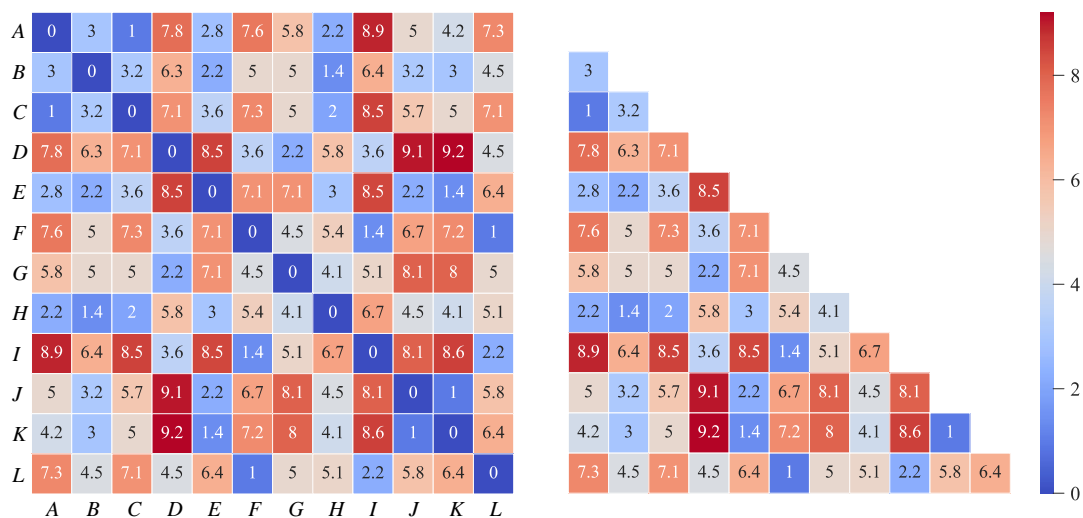 A 0 3 1 7.8 2.8 7.6 5.8 2.2 8.9 5 4.2 7.3
B 3 0 3.2 6.3 2.2 5 5 1.4 6.4 3.2 3 4.5 3
C 1 3.2 0 7.1 3.6 7.3 5 2 8.5 5.7 5 7.1 1 3.2 8
D 7.8 6.3 7.1 0 8.5 3.6 2.2 5.8 3.6 9.1 9.2 4.5 7.8 6.3 7.1
E 2.8 2.2 3.6 8.5 0 7.1 7.1 3 8.5 2.2 1.4 6.4 2.8 2.2 3.6 8.5 6
F 7.6 5 7.3 3.6 7.1 0 4.5 5.4 1.4 6.7 7.2 1 7.6 5 7.3 3.6 7.1
G 5.8 5 5 2.2 7.1 4.5 0 4.1 5.1 8.1 8 5 5.8 5 5 2.2 7.1 4.5 4
H 2.2 1.4 2 5.8 3 5.4 4.1 0 6.7 4.5 4.1 5.1 2.2 1.4 2 5.8 3 5.4 4.1
I 8.9 6.4 8.5 3.6 8.5 1.4 5.1 6.7 0 8.1 8.6 2.2 8.9 6.4 8.5 3.6 8.5 1.4 5.1 6.7
J 5 3.2 5.7 9.1 2.2 6.7 8.1 4.5 8.1 0 1 5.8 5 3.2 5.7 9.1 2.2 6.7 8.1 4.5 8.1 2
K 4.2 3 5 9.2 1.4 7.2 8 4.1 8.6 1 0 6.4 4.2 3 5 9.2 1.4 7.2 8 4.1 8.6 1
L 7.3 4.5 7.1 4.5 6.4 1 5 5.1 2.2 5.8 6.4 0 7.3 4.5 7.1 4.5 6.4 1 5 5.1 2.2 5.8 6.4 0
A B C D E F G H I J K L